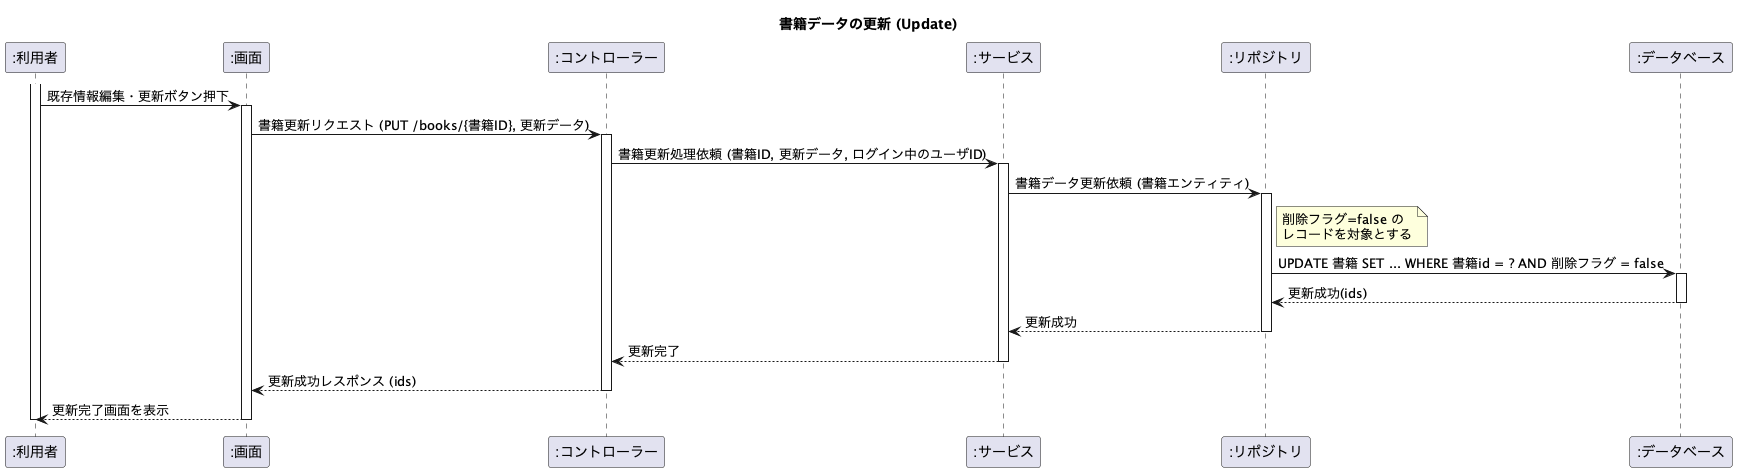 書籍データの更新 (Update)
:利用者
:画面
:コントローラー
:サービス
:リポジトリ
:データベース
既存情報編集・更新ボタン押下
書籍更新リクエスト (PUT /books/{書籍ID}, 更新データ)
書籍更新処理依頼 (書籍ID, 更新データ, ログイン中のユーザID)
書籍データ更新依頼 (書籍エンティティ)
削除フラグ=false の
レコードを対象とする
UPDATE 書籍 SET ... WHERE 書籍id = ? AND 削除フラグ = false
更新成功(ids)
更新成功
更新完了
更新成功レスポンス (ids)
更新完了画面を表示
:利用者
:画面
:コントローラー
:サービス
:リポジトリ
:データベース